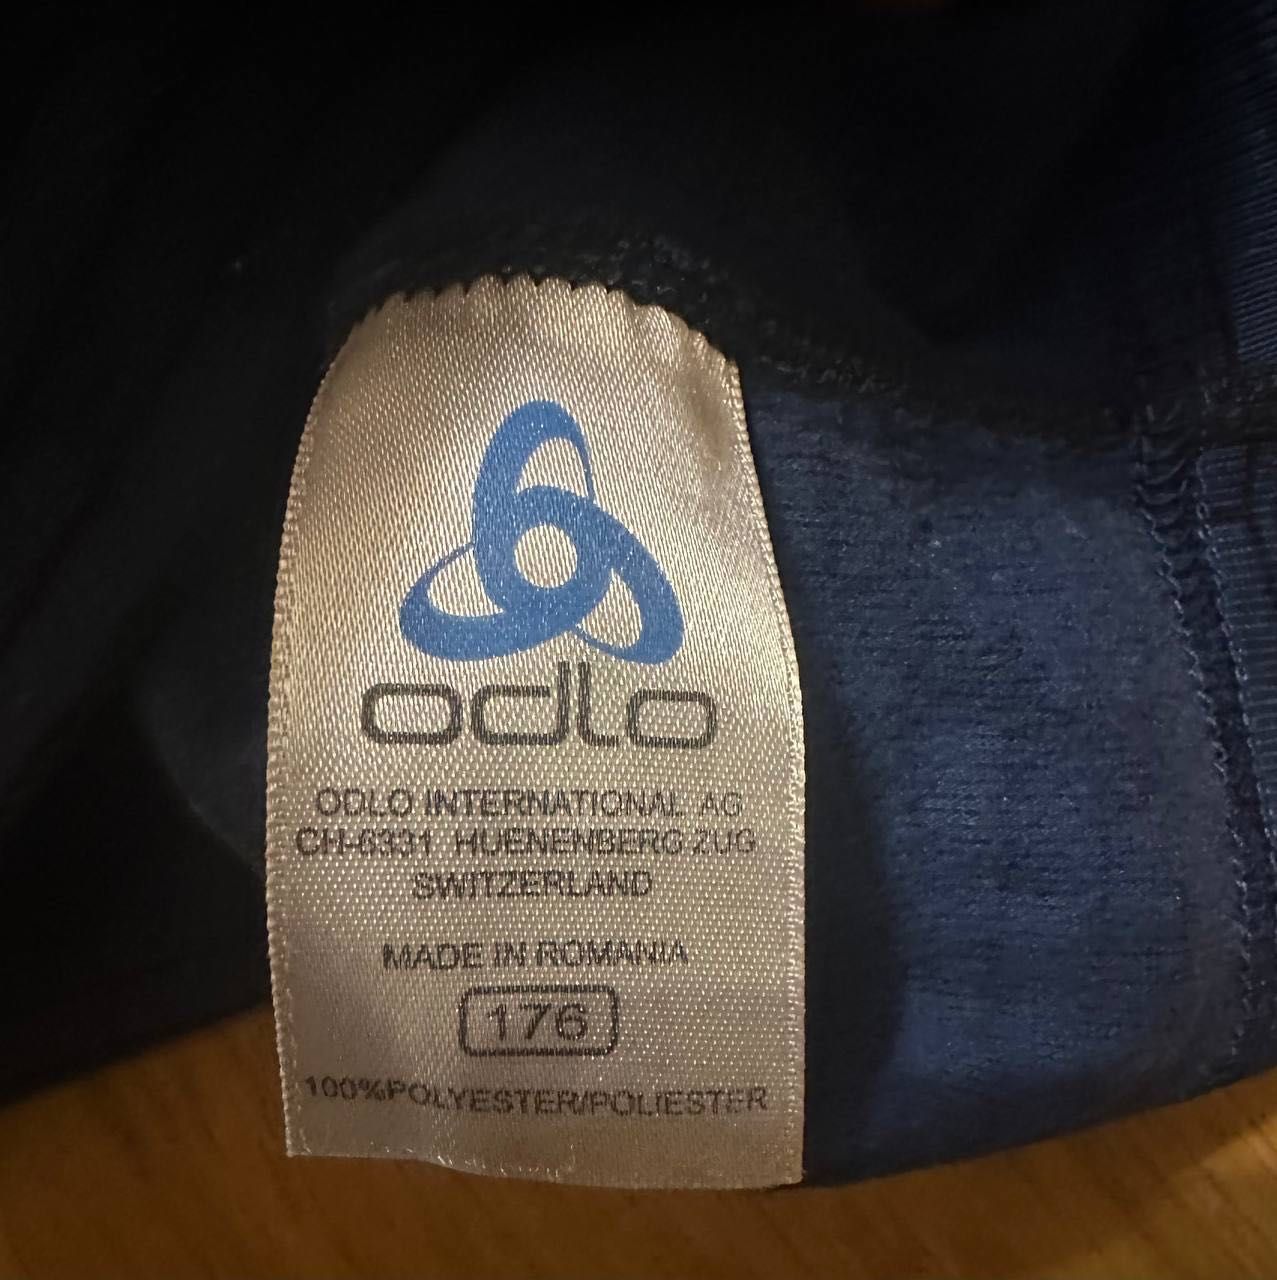 odlo
ODLO INTERNATIONAL AG
CH-6331 HUENENBERG ZUG
SWITZERLAND
MADE IN ROMANIA
176
100%POLYESTER/POLIESTER